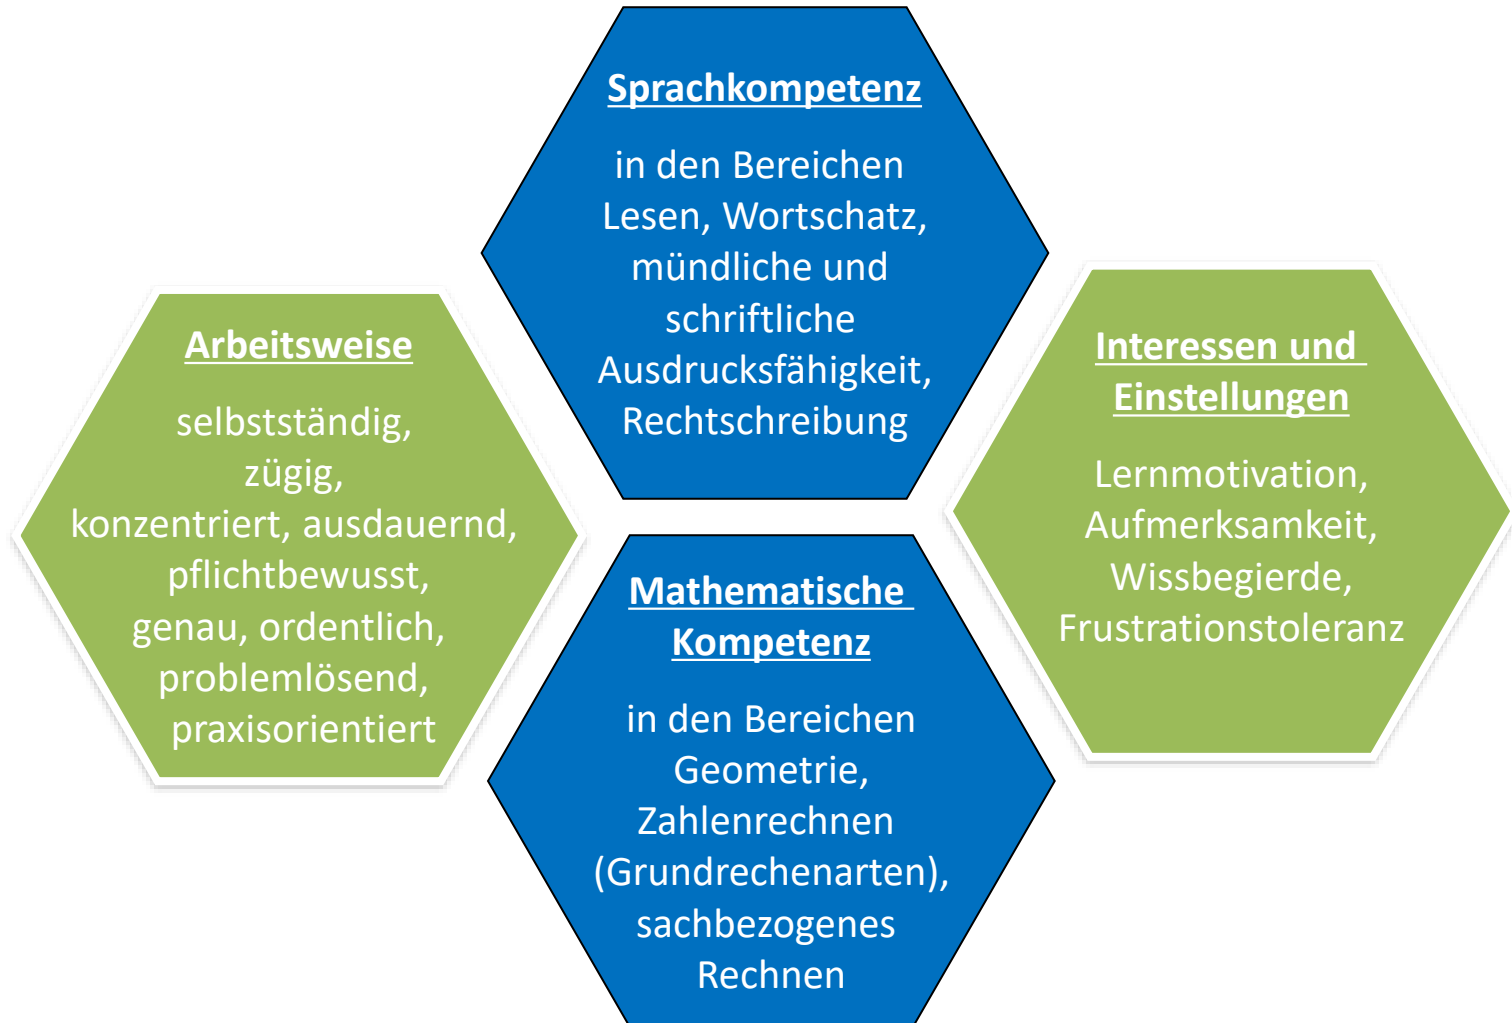 Sprachkompetenz
in den Bereichen
Lesen, Wortschatz,
mündliche und
schriftliche
Ausdrucksfähigkeit,
Rechtschreibung
Arbeitsweise
selbstständig,
zügig,
konzentriert, ausdauernd,
pflichtbewusst,
genau, ordentlich,
problemlösend,
praxisorientiert
Interessen und
Einstellungen
Lernmotivation,
Aufmerksamkeit,
Wissbegierde,
Frustrationstoleranz
Mathematische
Kompetenz
in den Bereichen
Geometrie,
Zahlenrechnen
(Grundrechenarten),
sachbezogenes
Rechnen